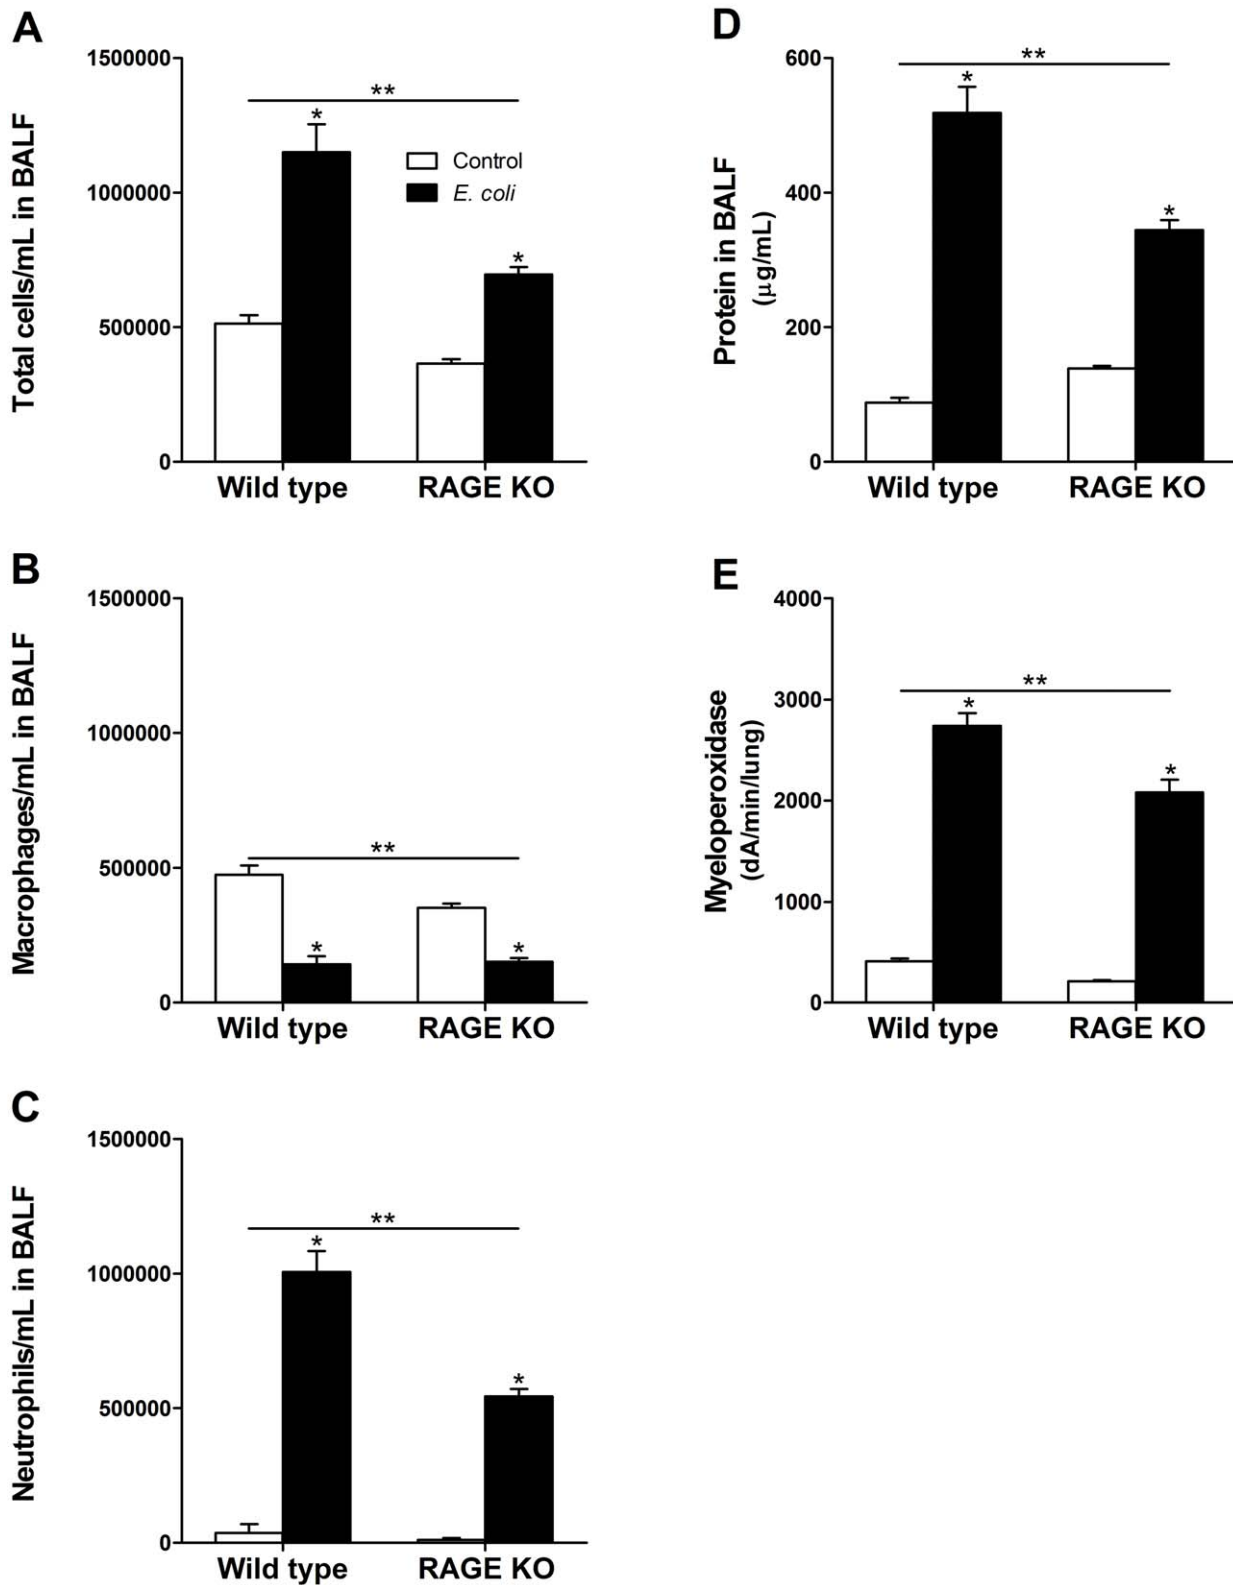 A
Total cells/mL in BALF
1500000
1000000
500000
0
**
*
*
Control
E. coli
Wild type
RAGE KO
B
Macrophages/mL in BALF
1500000
1000000
500000
0
**
*
*
Wild type
RAGE KO
C
Neutrophils/mL in BALF
1500000
1000000
500000
0
**
*
*
Wild type
RAGE KO
D
Protein in BALF
(μg/mL)
600
400
200
0
**
*
*
Wild type
RAGE KO
E
Myeloperoxidase
(dA/min/lung)
4000
3000
2000
1000
0
**
*
*
Wild type
RAGE KO